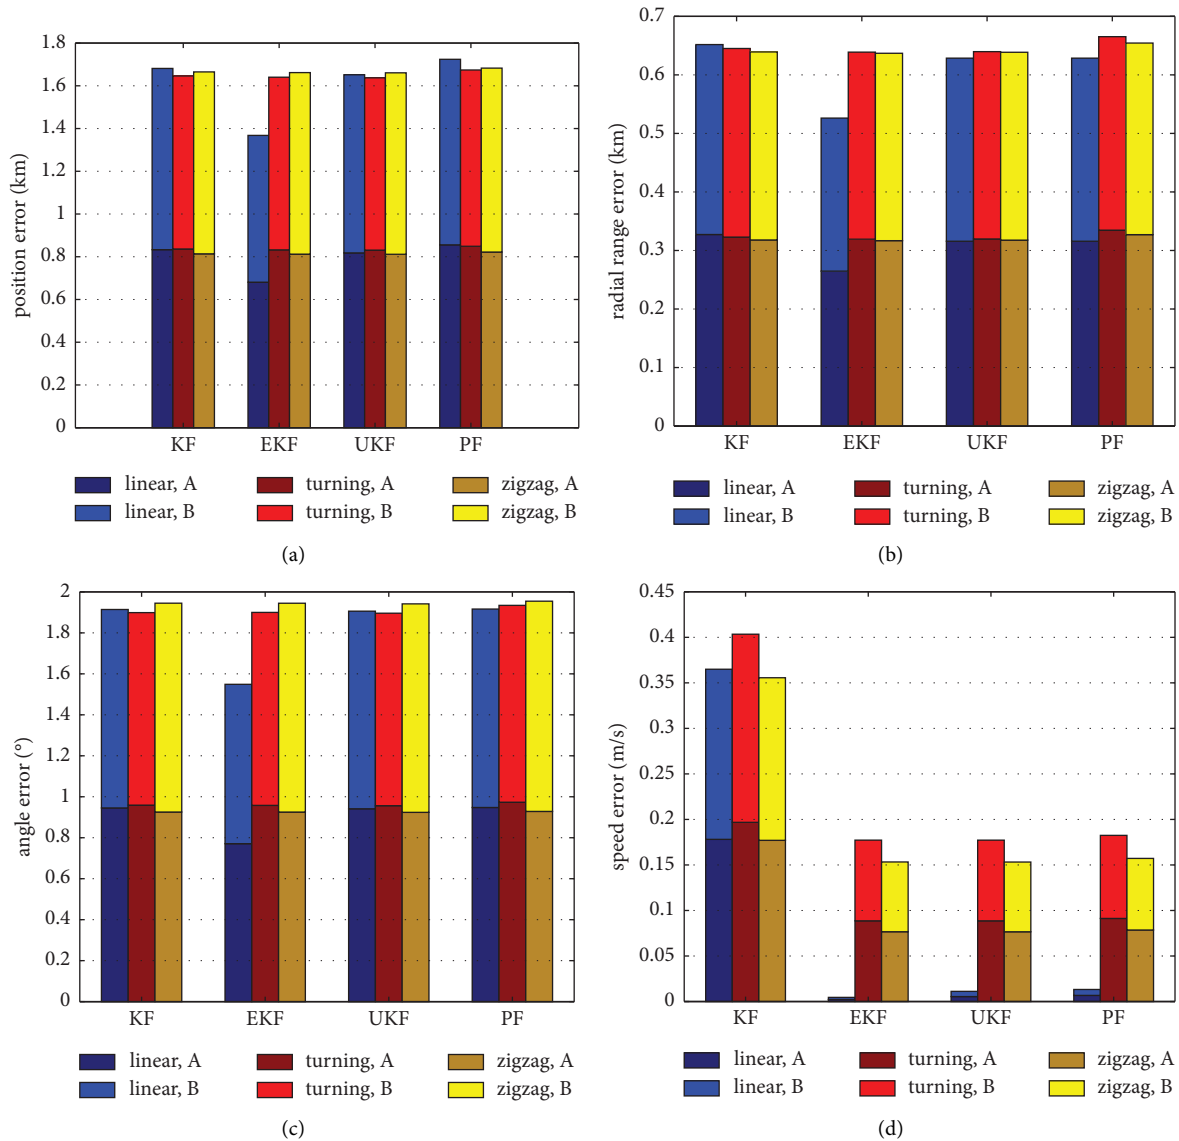 1.8
1.6
1.4
1.2
1
0.8
0.6
0.4
0.2
0
position error (km)
KF EKF UKF PF
linear, A turning, A zigzag, A
linear, B turning, B zigzag, B
(a)
0.7
0.6
0.5
0.4
0.3
0.2
0.1
0
radial range error (km)
KF EKF UKF PF
linear, A turning, A zigzag, A
linear, B turning, B zigzag, B
(b)
2
1.8
1.6
1.4
1.2
1
0.8
0.6
0.4
0.2
0
angle error (°)
KF EKF UKF PF
linear, A turning, A zigzag, A
linear, B turning, B zigzag, B
(c)
0.45
0.4
0.35
0.3
0.25
0.2
0.15
0.1
0.05
0
speed error (m/s)
KF EKF UKF PF
linear, A turning, A zigzag, A
linear, B turning, B zigzag, B
(d)